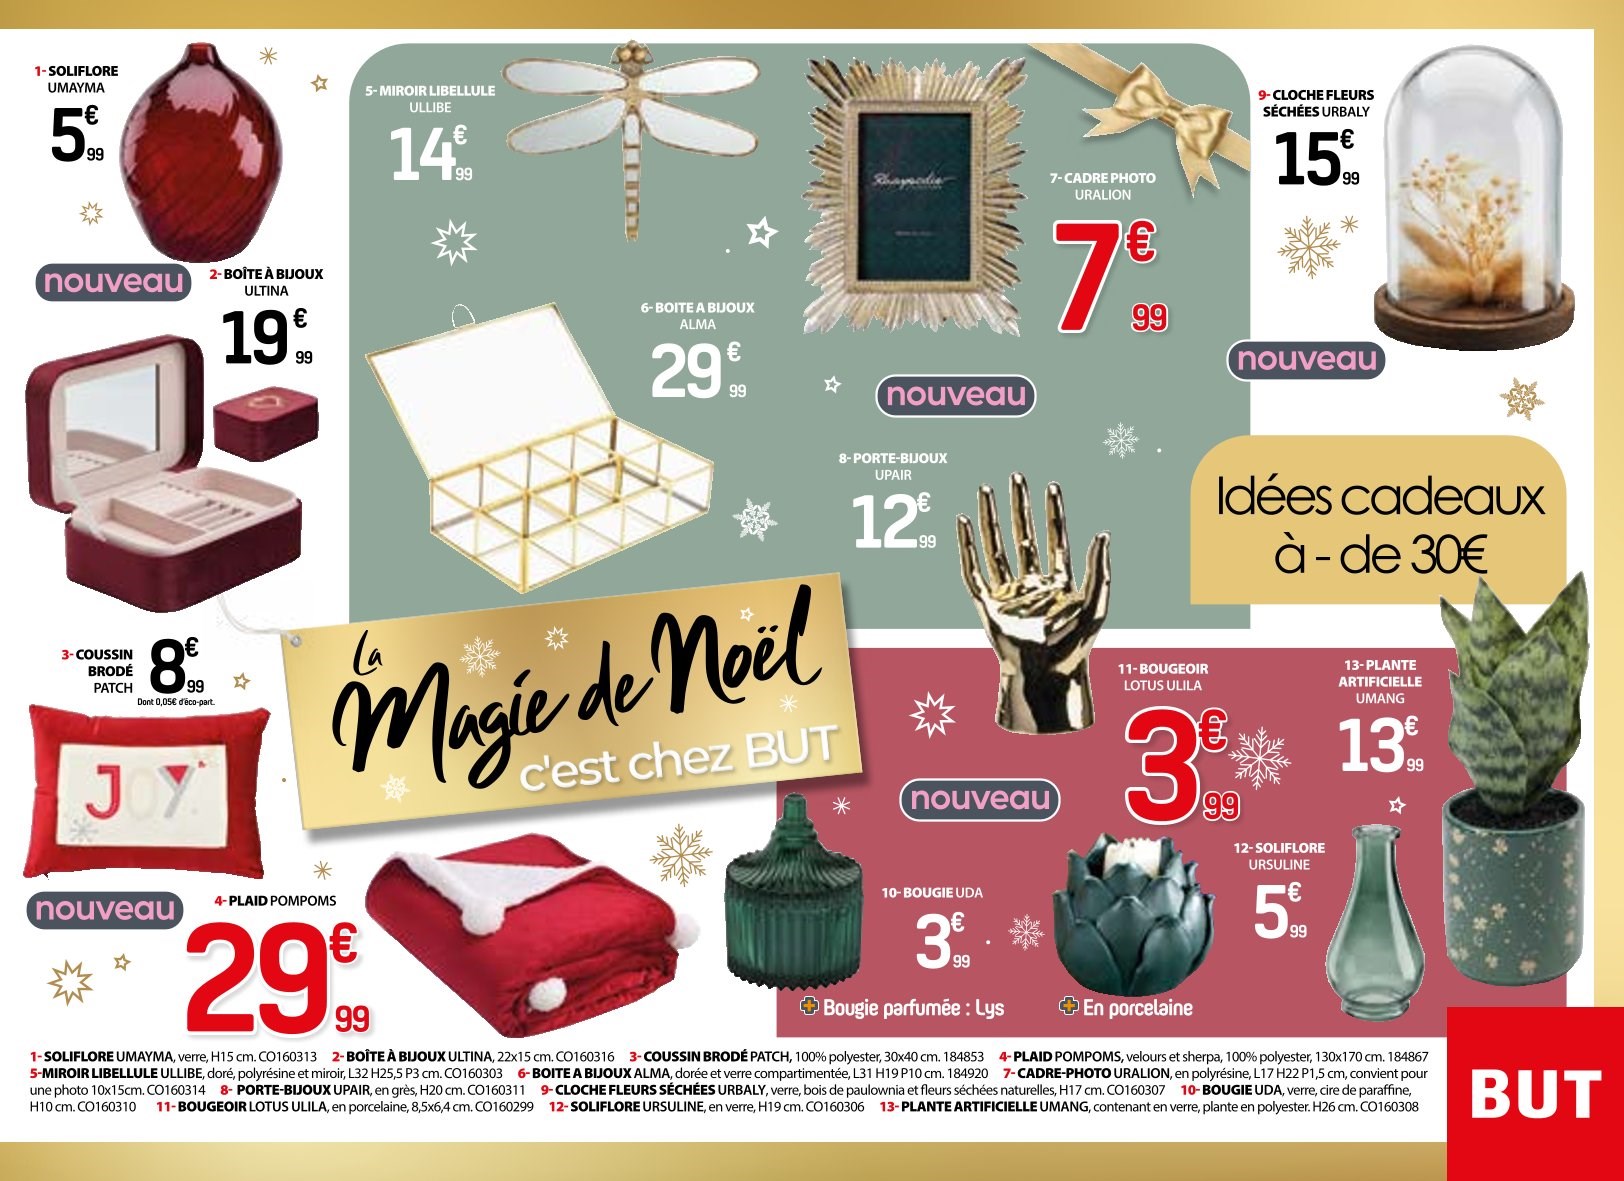 1- SOLIFLORE
UMAYMA
5€99
nouveau
2- BOÎTE À BIJOUX
ULTINA
19€99
3- COUSSIN
BRODÉ
PATCH
8€99
Dont 0,05€ d'éco-part.
JOY
nouveau
4- PLAID POMPOMS
29€99
5- MIROIR LIBELLULE
ULLIBE
14€99
6- BOITE A BIJOUX
ALMA
29€99
Rhapsodie
7- CADRE PHOTO
URALION
7€99
nouveau
8- PORTE-BIJOUX
UPAIR
12€99
9- CLOCHE FLEURS
SÉCHÉES URBALY
15€99
nouveau
Idées cadeaux
à - de 30€
La
Magie de Noël
c'est chez BUT
nouveau
10- BOUGIE UDA
3€99
Bougie parfumée : Lys
11- BOUGEOIR
LOTUS ULILA
3€99
En porcelaine
12- SOLIFLORE
URSULINE
5€99
13- PLANTE
ARTIFICIELLE
UMANG
13€99
1- SOLIFLORE UMAYMA, verre, H15 cm. CO160313 2- BOÎTE À BIJOUX ULTINA, 22x15 cm. CO160316 3- COUSSIN BRODÉ PATCH, 100% polyester, 30x40 cm. 184853 4- PLAID POMPOMS, velours et sherpa, 100% polyester, 130x170 cm. 184867
5-MIROIR LIBELLULE ULLIBE, doré, polyrésine et miroir, L32 H25,5 P3 cm. CO160303 6- BOITE A BIJOUX ALMA, dorée et verre compartimentée, L31 H19 P10 cm. 184920 7- CADRE-PHOTO URALION, en polyrésine, L17 H22 P1,5 cm, convient pour
une photo 10x15cm. CO160314 8- PORTE-BIJOUX UPAIR, en grès, H20 cm. CO160311 9- CLOCHE FLEURS SÉCHÉES URBALY, verre, bois de paulownia et fleurs séchées naturelles, H17 cm. CO160307 10- BOUGIE UDA, verre, cire de paraffine,
H10 cm. CO160310 11- BOUGEOIR LOTUS ULILA, en porcelaine, 8,5x6,4 cm. CO160299 12- SOLIFLORE URSULINE, en verre, H19 cm. CO160306 13- PLANTE ARTIFICIELLE UMANG, contenant en verre, plante en polyester. H26 cm. CO160308
BUT